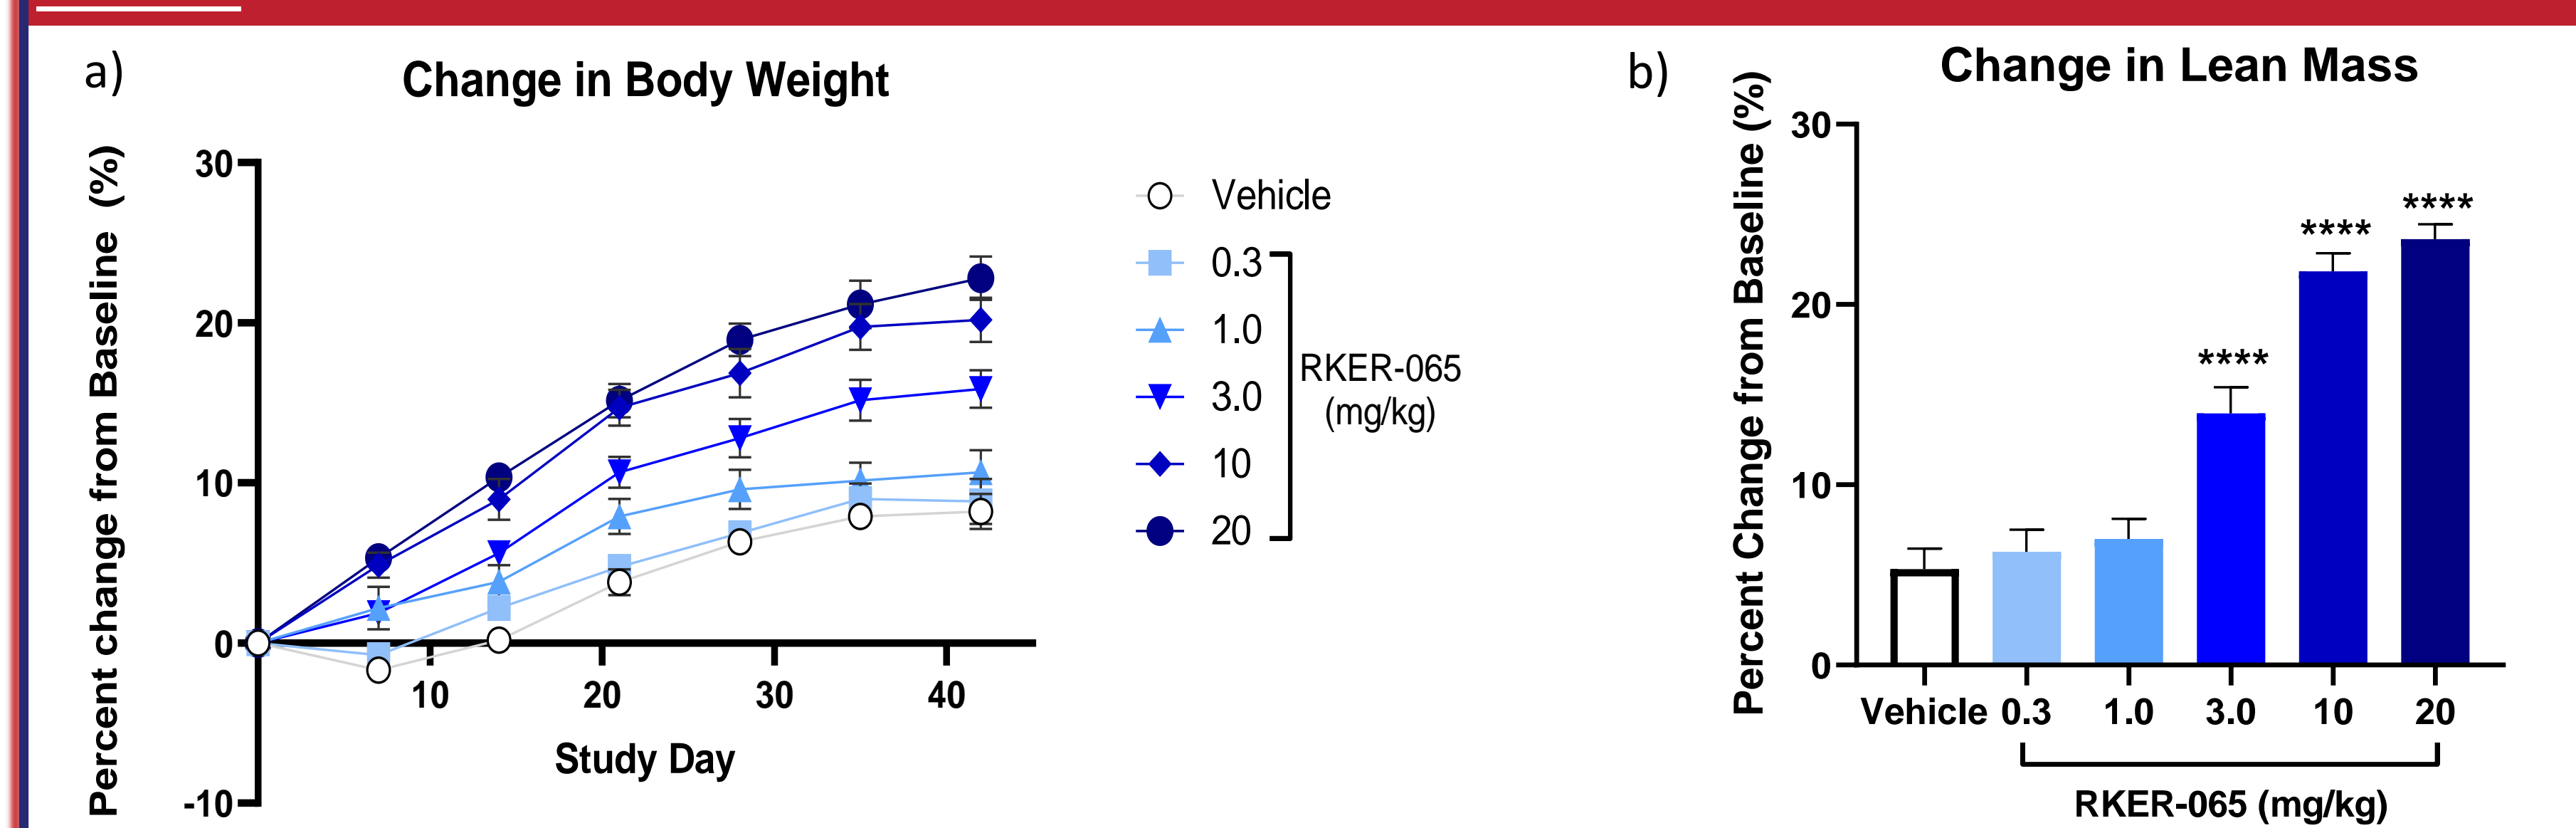 a)
Change in Body Weight
Percent change from Baseline (%)
30
20
10
0
-10
10
20
30
40
Study Day
Vehicle
0.3
1.0
3.0
10
20
RKER-065
(mg/kg)
b)
Change in Lean Mass
Percent Change from Baseline (%)
30
20
10
0
****
****
****
Vehicle 0.3 1.0 3.0 10 20
RKER-065 (mg/kg)